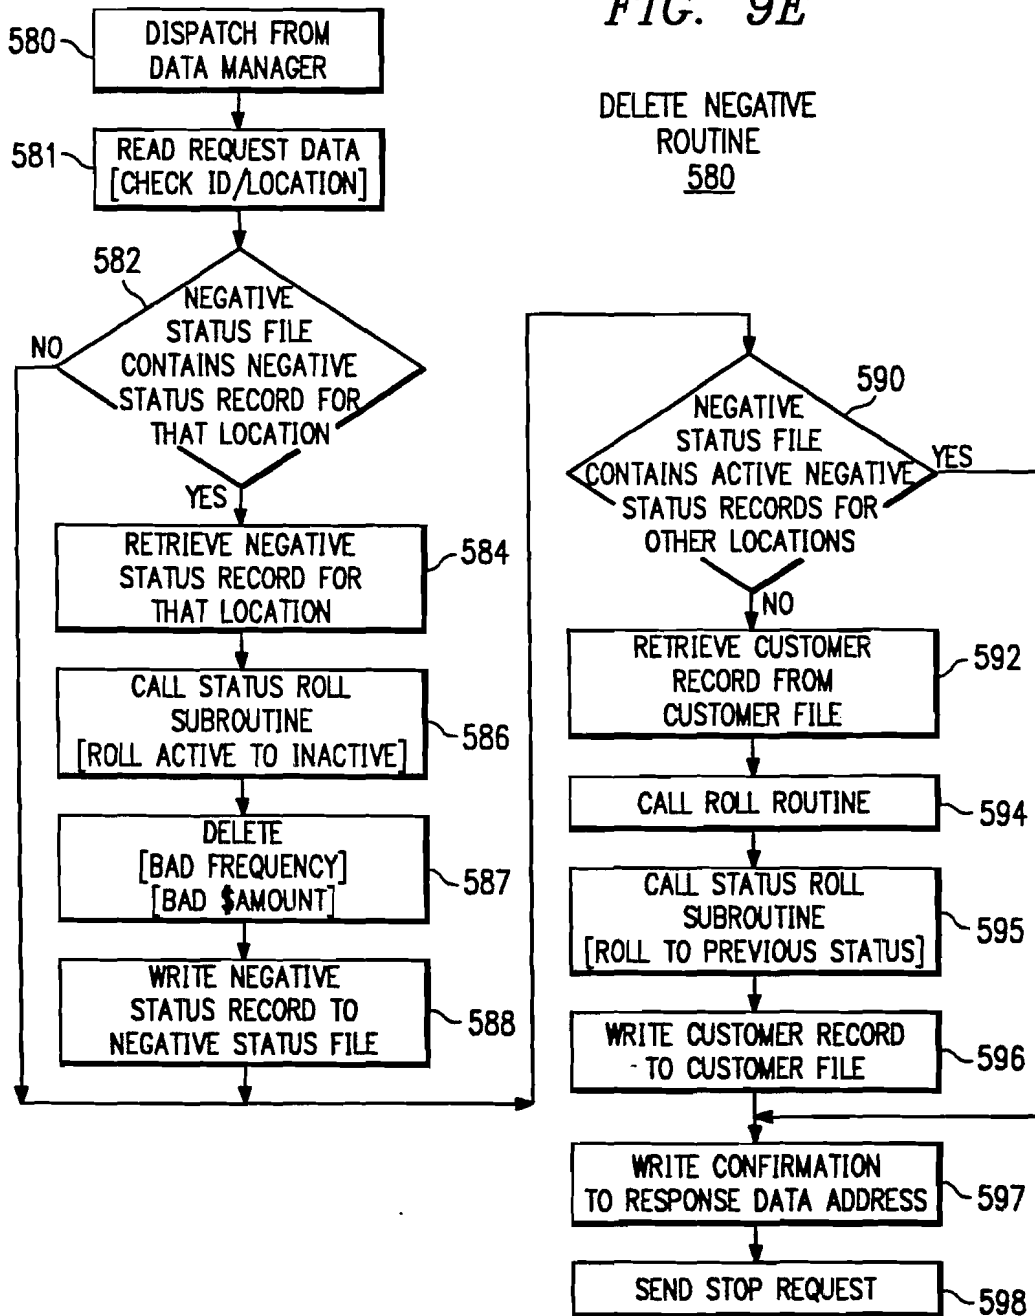 FIG. 9E
DELETE NEGATIVE
ROUTINE
580
580
DISPATCH FROM
DATA MANAGER
581
READ REQUEST DATA
[CHECK ID/LOCATION]
582
NEGATIVE
STATUS FILE
CONTAINS NEGATIVE
STATUS RECORD FOR
THAT LOCATION
NO
YES
RETRIEVE NEGATIVE
STATUS RECORD FOR
THAT LOCATION
584
CALL STATUS ROLL
SUBROUTINE
[ROLL ACTIVE TO INACTIVE]
586
DELETE
[BAD FREQUENCY]
[BAD $AMOUNT]
587
WRITE NEGATIVE
STATUS RECORD TO
NEGATIVE STATUS FILE
588
590
NEGATIVE
STATUS FILE
CONTAINS ACTIVE NEGATIVE
STATUS RECORDS FOR
OTHER LOCATIONS
YES
NO
RETRIEVE CUSTOMER
RECORD FROM
CUSTOMER FILE
592
CALL ROLL ROUTINE
594
CALL STATUS ROLL
SUBROUTINE
[ROLL TO PREVIOUS STATUS]
595
WRITE CUSTOMER RECORD
TO CUSTOMER FILE
596
WRITE CONFIRMATION
TO RESPONSE DATA ADDRESS
597
SEND STOP REQUEST
598